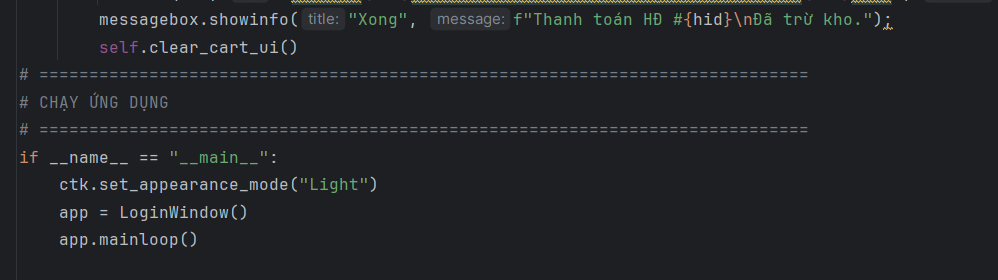 messagebox.showinfo( title: "Xong", message: f"Thanh toán HĐ #{hid}\nĐã trừ kho.");
self.clear_cart_ui()
# =============================================================================
# CHẠY ỨNG DỤNG
# =============================================================================
if __name__ == "__main__":
ctk.set_appearance_mode("Light")
app = LoginWindow()
app.mainloop()